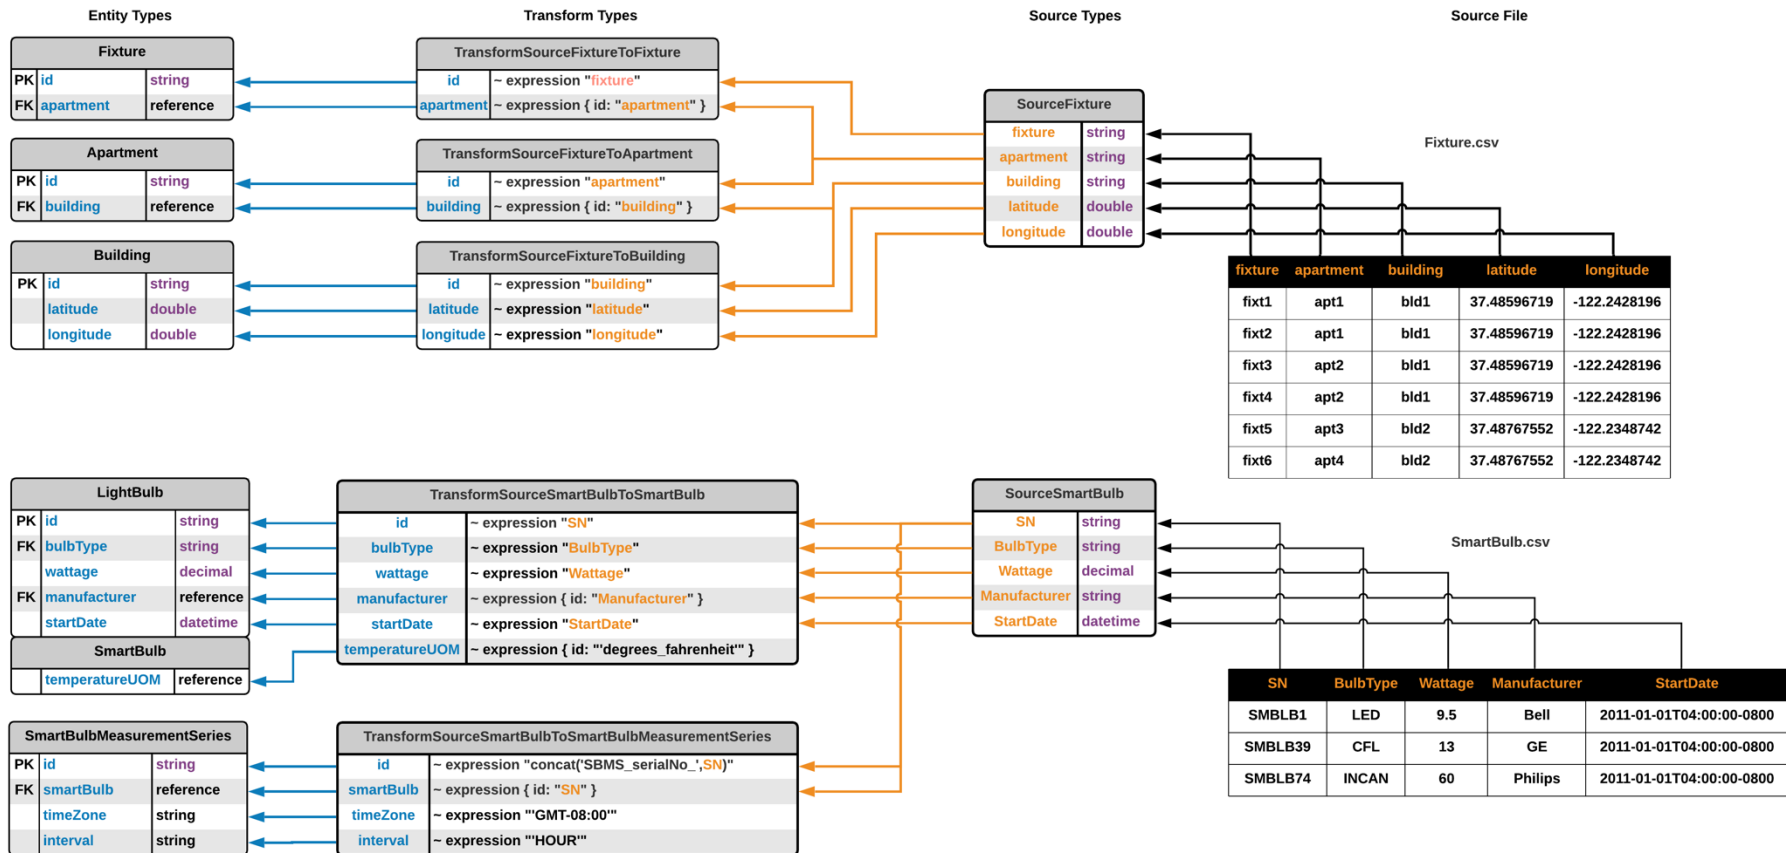 Entity Types
Transform Types
Source Types
Source File
Fixture
PK id string
FK apartment reference
TransformSourceFixtureToFixture
id ~ expression "fixture"
apartment ~ expression { id: "apartment" }
SourceFixture
fixture string
apartment string
building string
latitude double
longitude double
Fixture.csv
Apartment
PK id string
FK building reference
TransformSourceFixtureToApartment
id ~ expression "apartment"
building ~ expression { id: "building" }
Building
PK id string
latitude double
longitude double
TransformSourceFixtureToBuilding
id ~ expression "building"
latitude ~ expression "latitude"
longitude ~ expression "longitude"
fixture apartment building latitude longitude
fixt1 apt1 bld1 37.48596719 -122.2428196
fixt2 apt1 bld1 37.48596719 -122.2428196
fixt3 apt2 bld1 37.48596719 -122.2428196
fixt4 apt2 bld1 37.48596719 -122.2428196
fixt5 apt3 bld2 37.48767552 -122.2348742
fixt6 apt4 bld2 37.48767552 -122.2348742
LightBulb
PK id string
FK bulbType string
wattage decimal
FK manufacturer reference
startDate datetime
SmartBulb
temperatureUOM reference
TransformSourceSmartBulbToSmartBulb
id ~ expression "SN"
bulbType ~ expression "BulbType"
wattage ~ expression "Wattage"
manufacturer ~ expression { id: "Manufacturer" }
startDate ~ expression "StartDate"
temperatureUOM ~ expression { id: "'degrees_fahrenheit'" }
SourceSmartBulb
SN string
BulbType string
Wattage decimal
Manufacturer string
StartDate datetime
SmartBulb.csv
SN BulbType Wattage Manufacturer StartDate
SMBLB1 LED 9.5 Bell 2011-01-01T04:00:00-0800
SMBLB39 CFL 13 GE 2011-01-01T04:00:00-0800
SMBLB74 INCAN 60 Philips 2011-01-01T04:00:00-0800
SmartBulbMeasurementSeries
PK id string
FK smartBulb reference
timeZone string
interval string
TransformSourceSmartBulbToSmartBulbMeasurementSeries
id ~ expression "concat('SBMS_serialNo_',SN)"
smartBulb ~ expression { id: "SN" }
timeZone ~ expression "'GMT-08:00'"
interval ~ expression "'HOUR'"